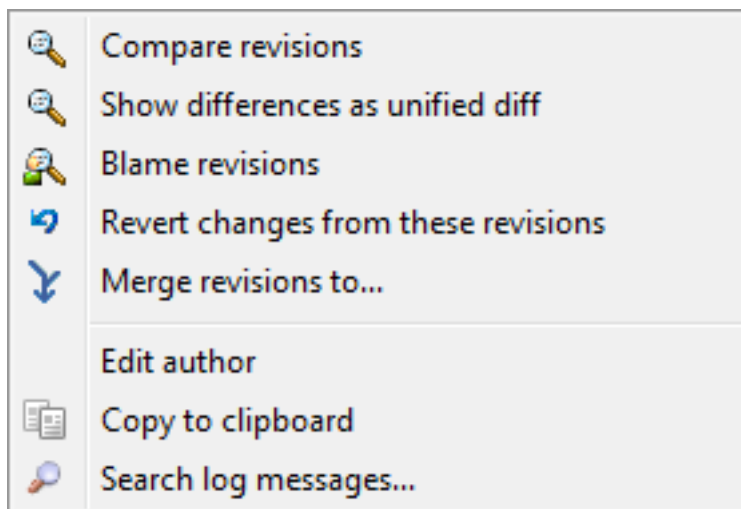 Compare revisions
Show differences as unified diff
Blame revisions
Revert changes from these revisions
Merge revisions to...
Edit author
Copy to clipboard
Search log messages...